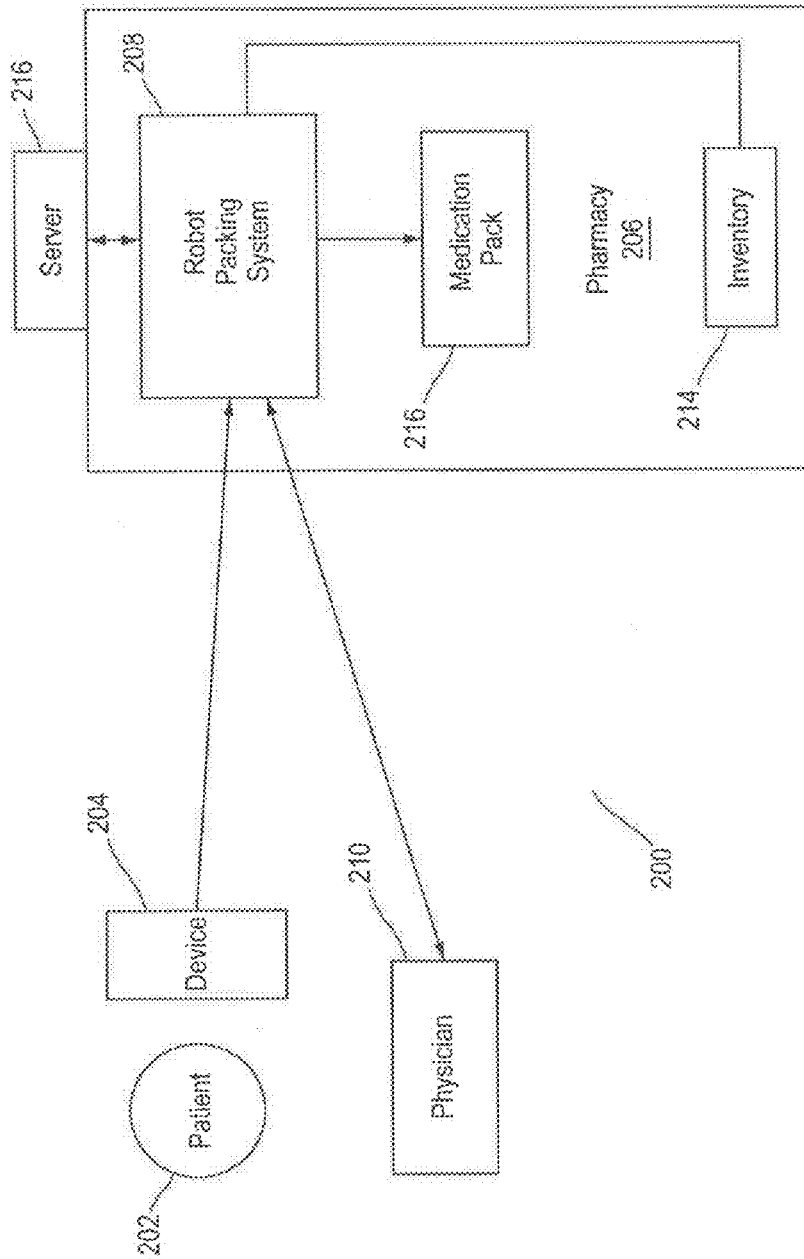 216
Server
208
Robot
Packing
System
Medication
Pack
216
Pharmacy
206
Inventory
214
204
Device
Patient
202
210
Physician
200